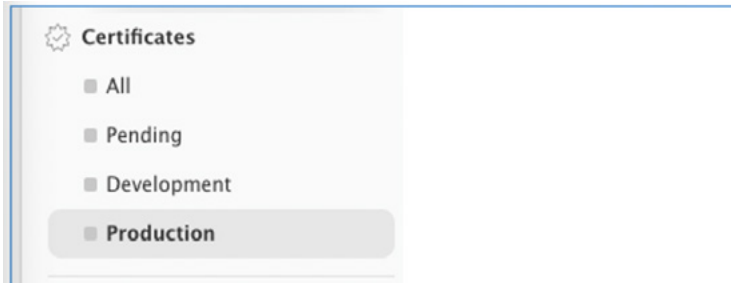 Certificates
All
Pending
Development
Production